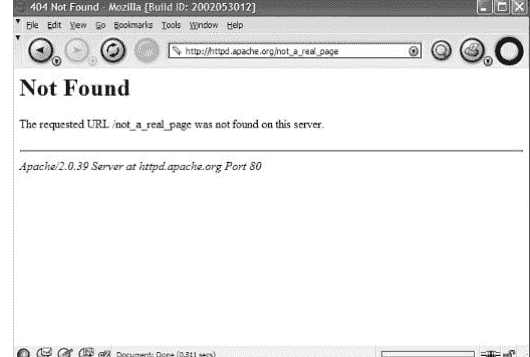 404 Not Found - Mozilla [Build ID: 2002053012]
File Edit View Go Bookmarks Tools Window Help
http://httpd.apache.org/not_a_real_page
Not Found
The requested URL /not_a_real_page was not found on this server.
Apache/2.0.39 Server at httpd.apache.org Port 80
Document: Done (0.811 secs)